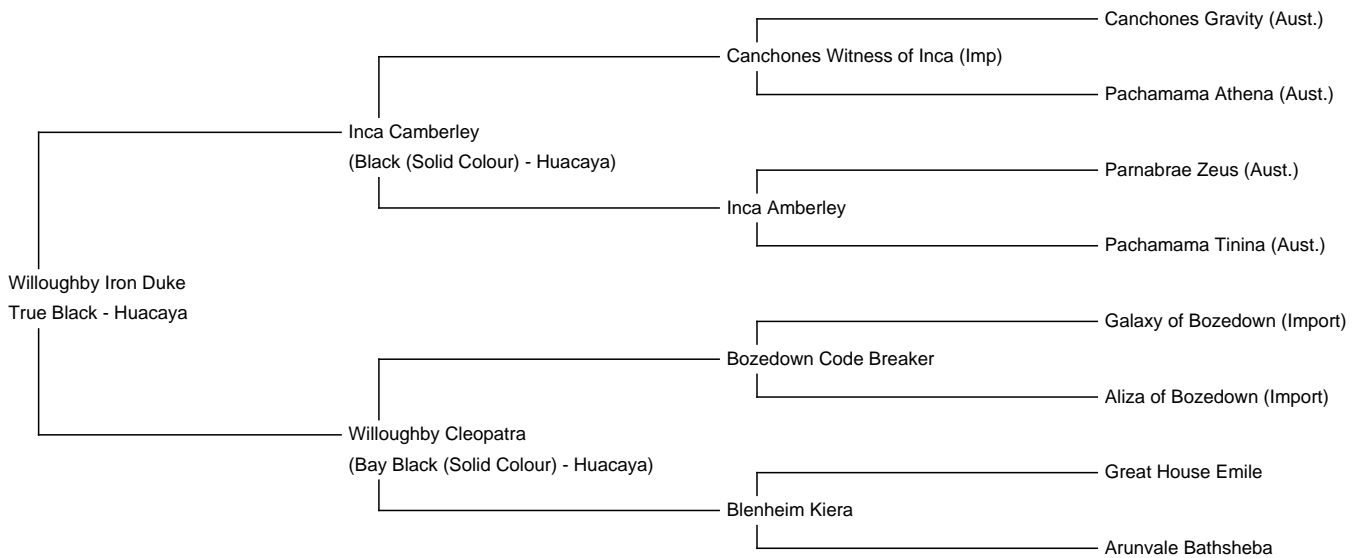 Canchones Gravity (Aust.)
Canchones Witness of Inca (Imp)
Pachamama Athena (Aust.)
Inca Camberley
(Black (Solid Colour) - Huacaya)
Parnabrae Zeus (Aust.)
Inca Amberley
Pachamama Tinina (Aust.)
Willoughby Iron Duke
True Black - Huacaya
Galaxy of Bozedown (Import)
Bozedown Code Breaker
Aliza of Bozedown (Import)
Willoughby Cleopatra
(Bay Black (Solid Colour) - Huacaya)
Great House Emile
Blenheim Kiera
Arunvale Bathsheba